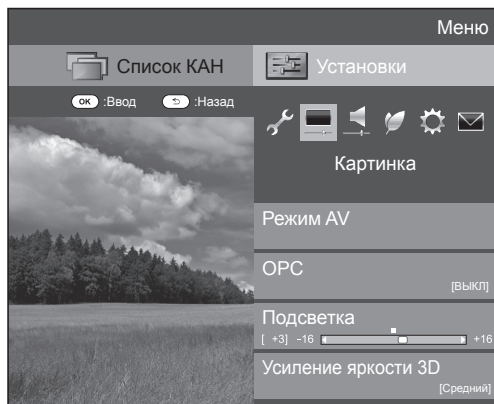 Меню
Список КАН
Установки
OK :Ввод :Назад
Картинка
Режим AV
OPC
[ВЫКЛ]
Подсветка
[ +3] -16 +16
Усиление яркости 3D
[Средний]